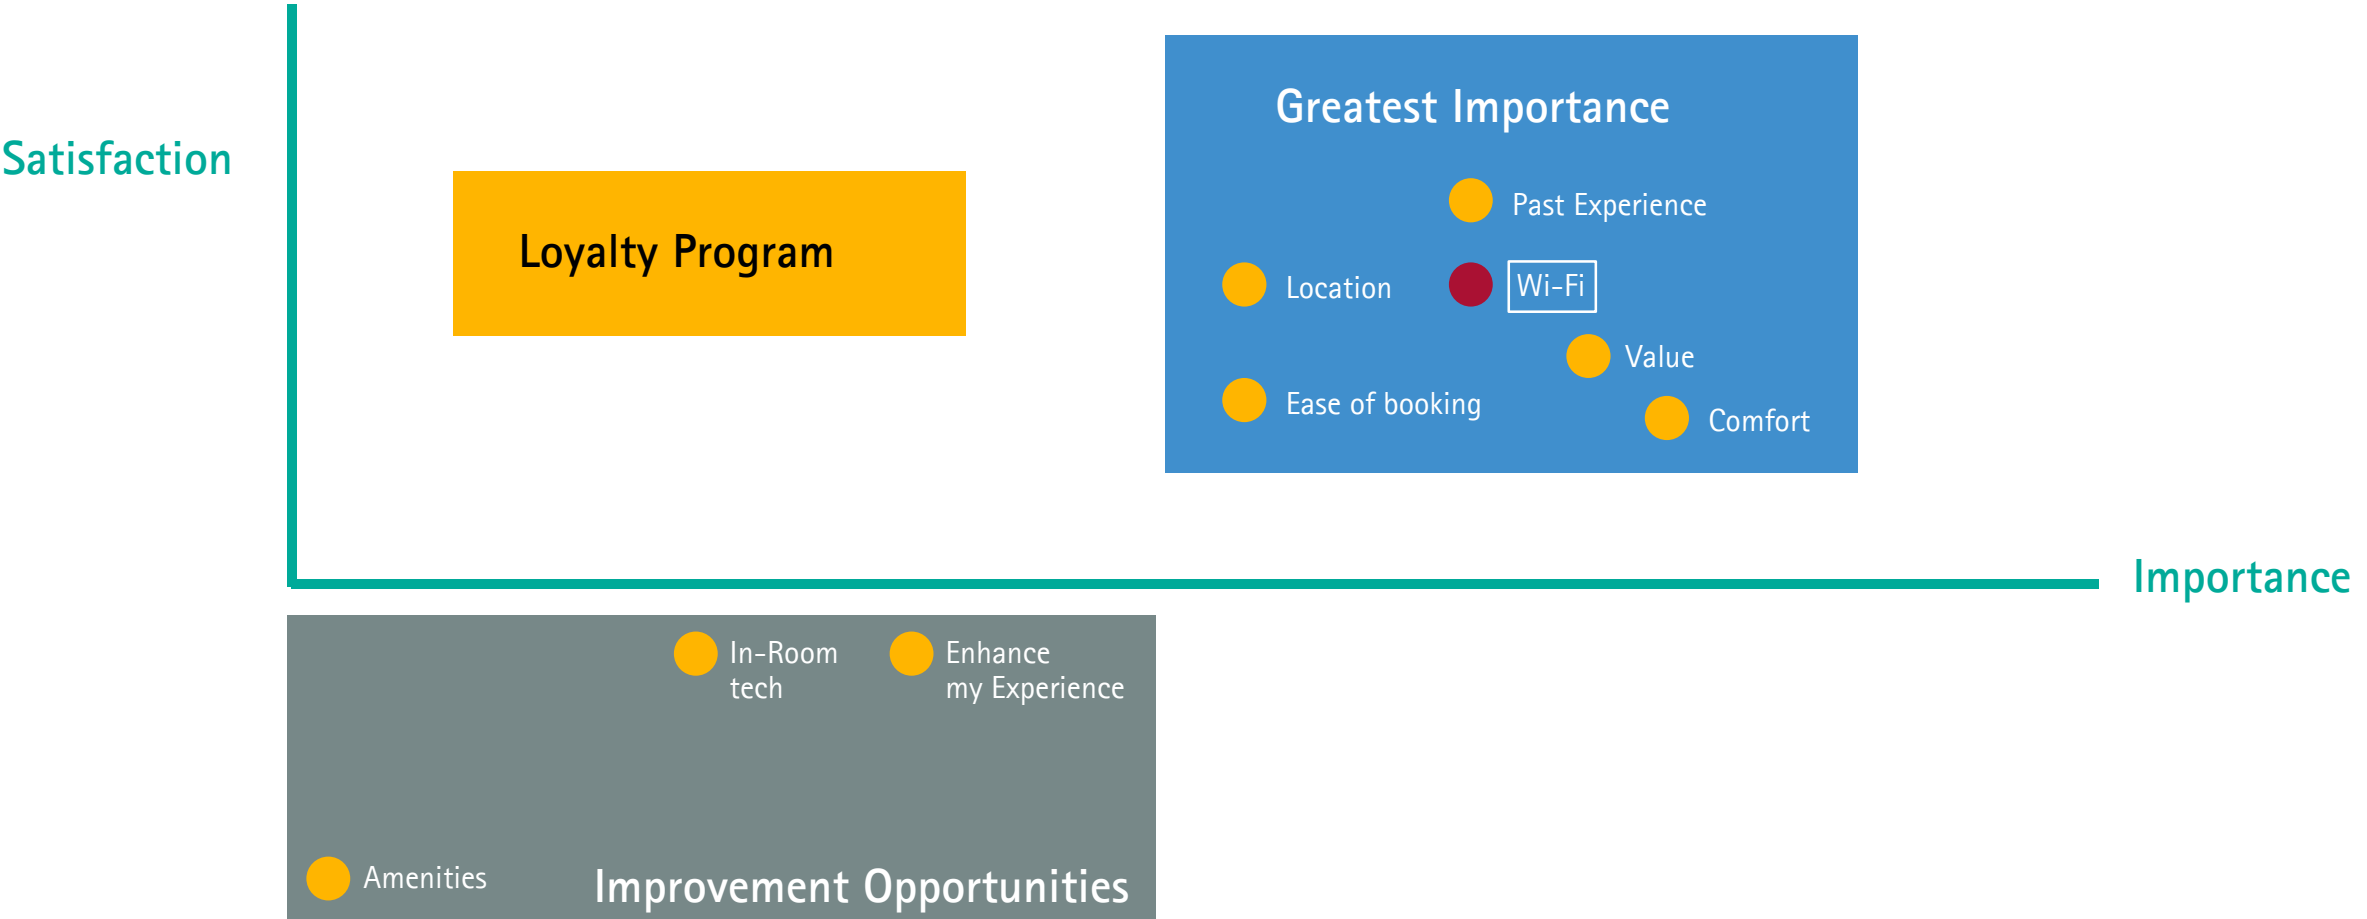 Satisfaction
Greatest Importance
Past Experience
Loyalty Program
Location
Wi-Fi
Value
Ease of booking
Comfort
Importance
In-Room
tech
Enhance
my Experience
Amenities
Improvement Opportunities